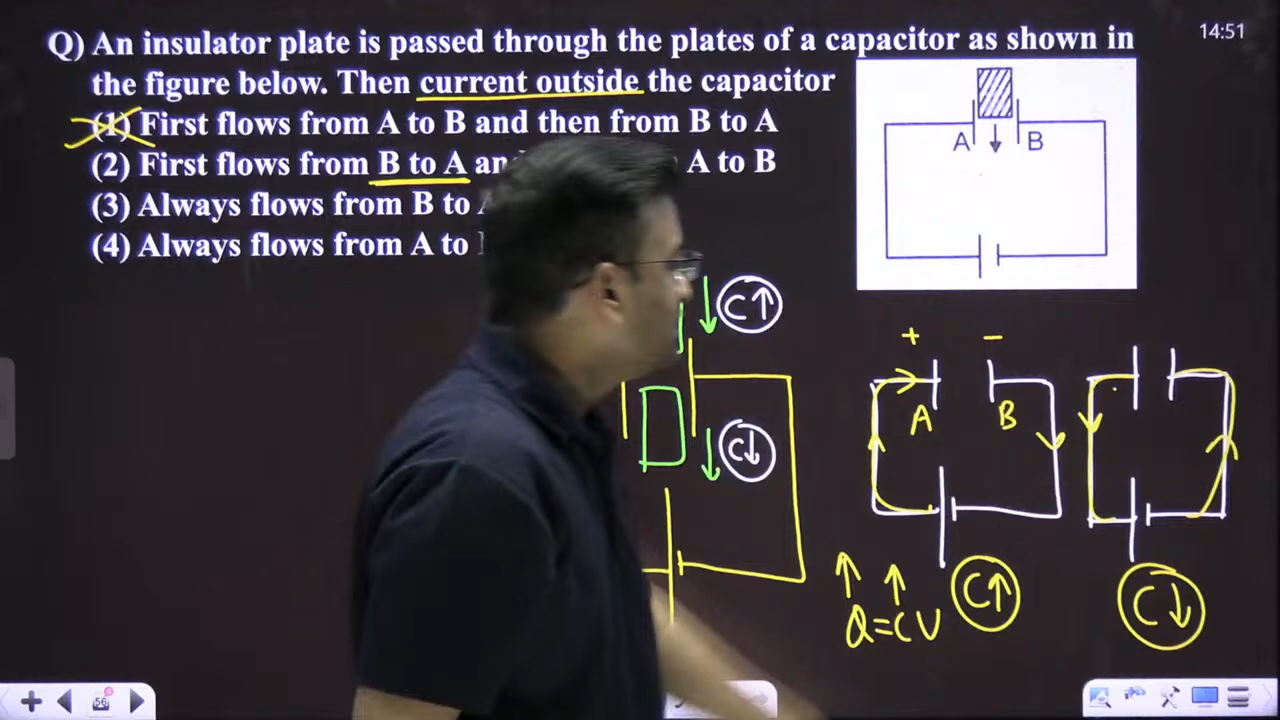 14:51
Q) An insulator plate is passed through the plates of a capacitor as shown in
the figure below. Then current outside the capacitor
(1) First flows from A to B and then from B to A
(2) First flows from B to A an A to B
(3) Always flows from B to
(4) Always flows from A to
A B
C↑
C↓
+ −
A B
Q=CV
C↑
C↓
56